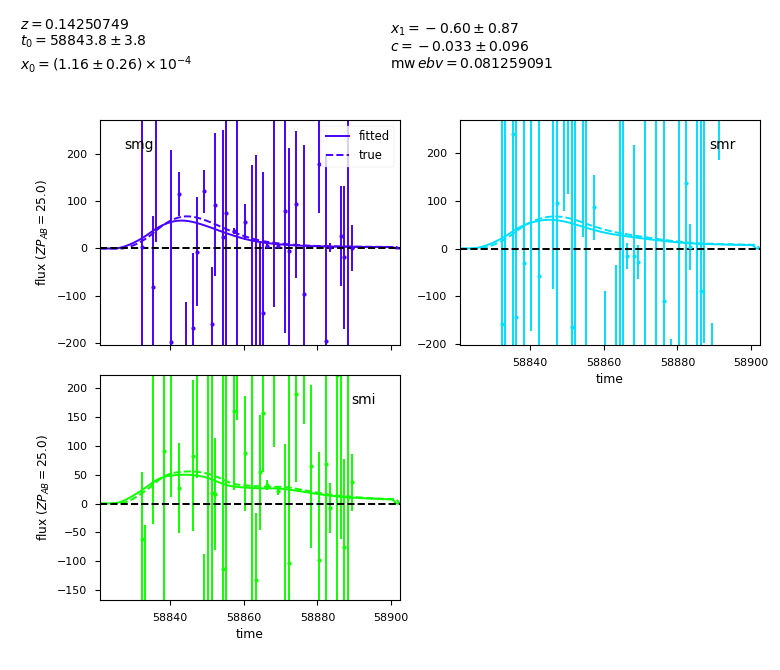 z = 0.14250749
t₀ = 58843.8 ± 3.8
x₀ = (1.16 ± 0.26) × 10⁻⁴
x₁ = −0.60 ± 0.87
c = −0.033 ± 0.096
mw ebv = 0.081259091
smg
fitted
true
200
100
0
−100
−200
flux (ZP_AB = 25.0)
smr
200
100
0
−100
−200
58840
58860
58880
58900
time
smi
200
150
100
50
0
−50
−100
−150
flux (ZP_AB = 25.0)
58840
58860
58880
58900
time